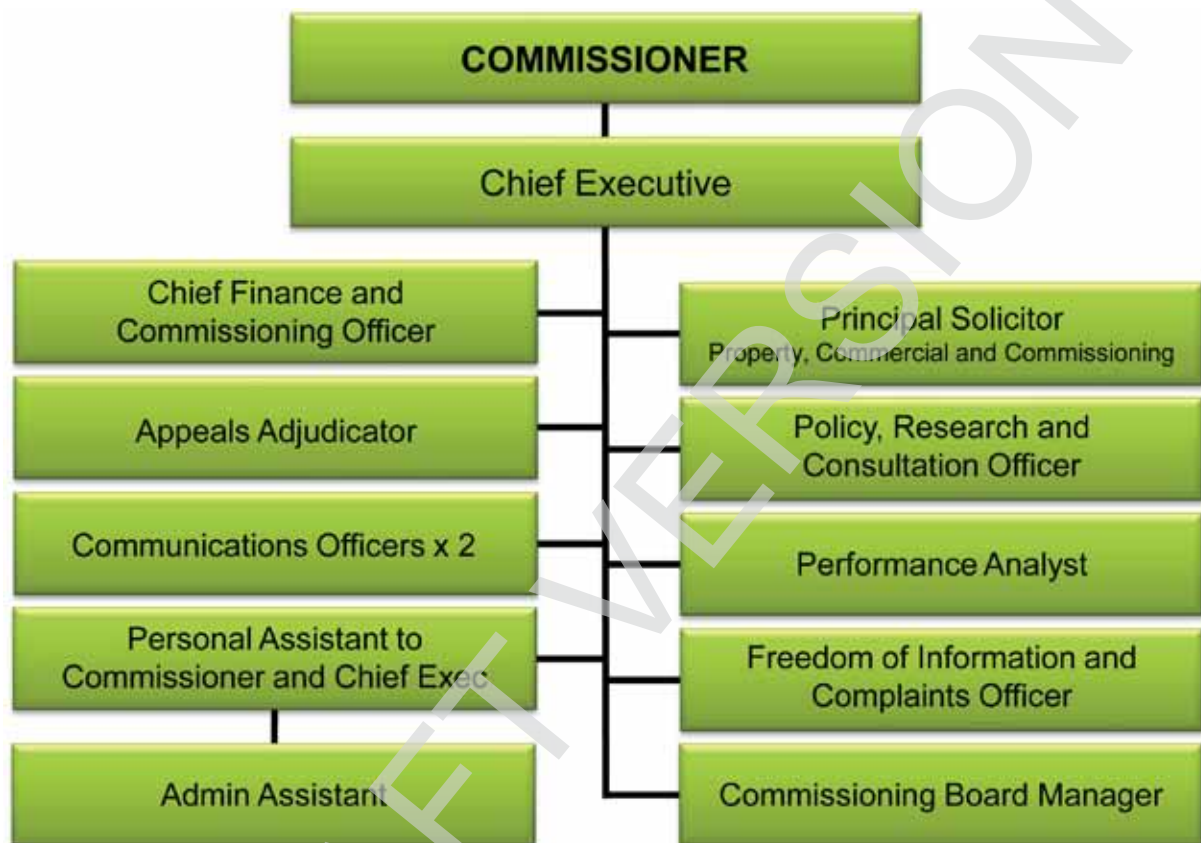 COMMISSIONER
Chief Executive
Chief Finance and
Commissioning Officer
Appeals Adjudicator
Communications Officers x 2
Personal Assistant to
Commissioner and Chief Exec
Admin Assistant
Principal Solicitor
Property, Commercial and Commissioning
Policy, Research and
Consultation Officer
Performance Analyst
Freedom of Information and
Complaints Officer
Commissioning Board Manager
FT VERSION